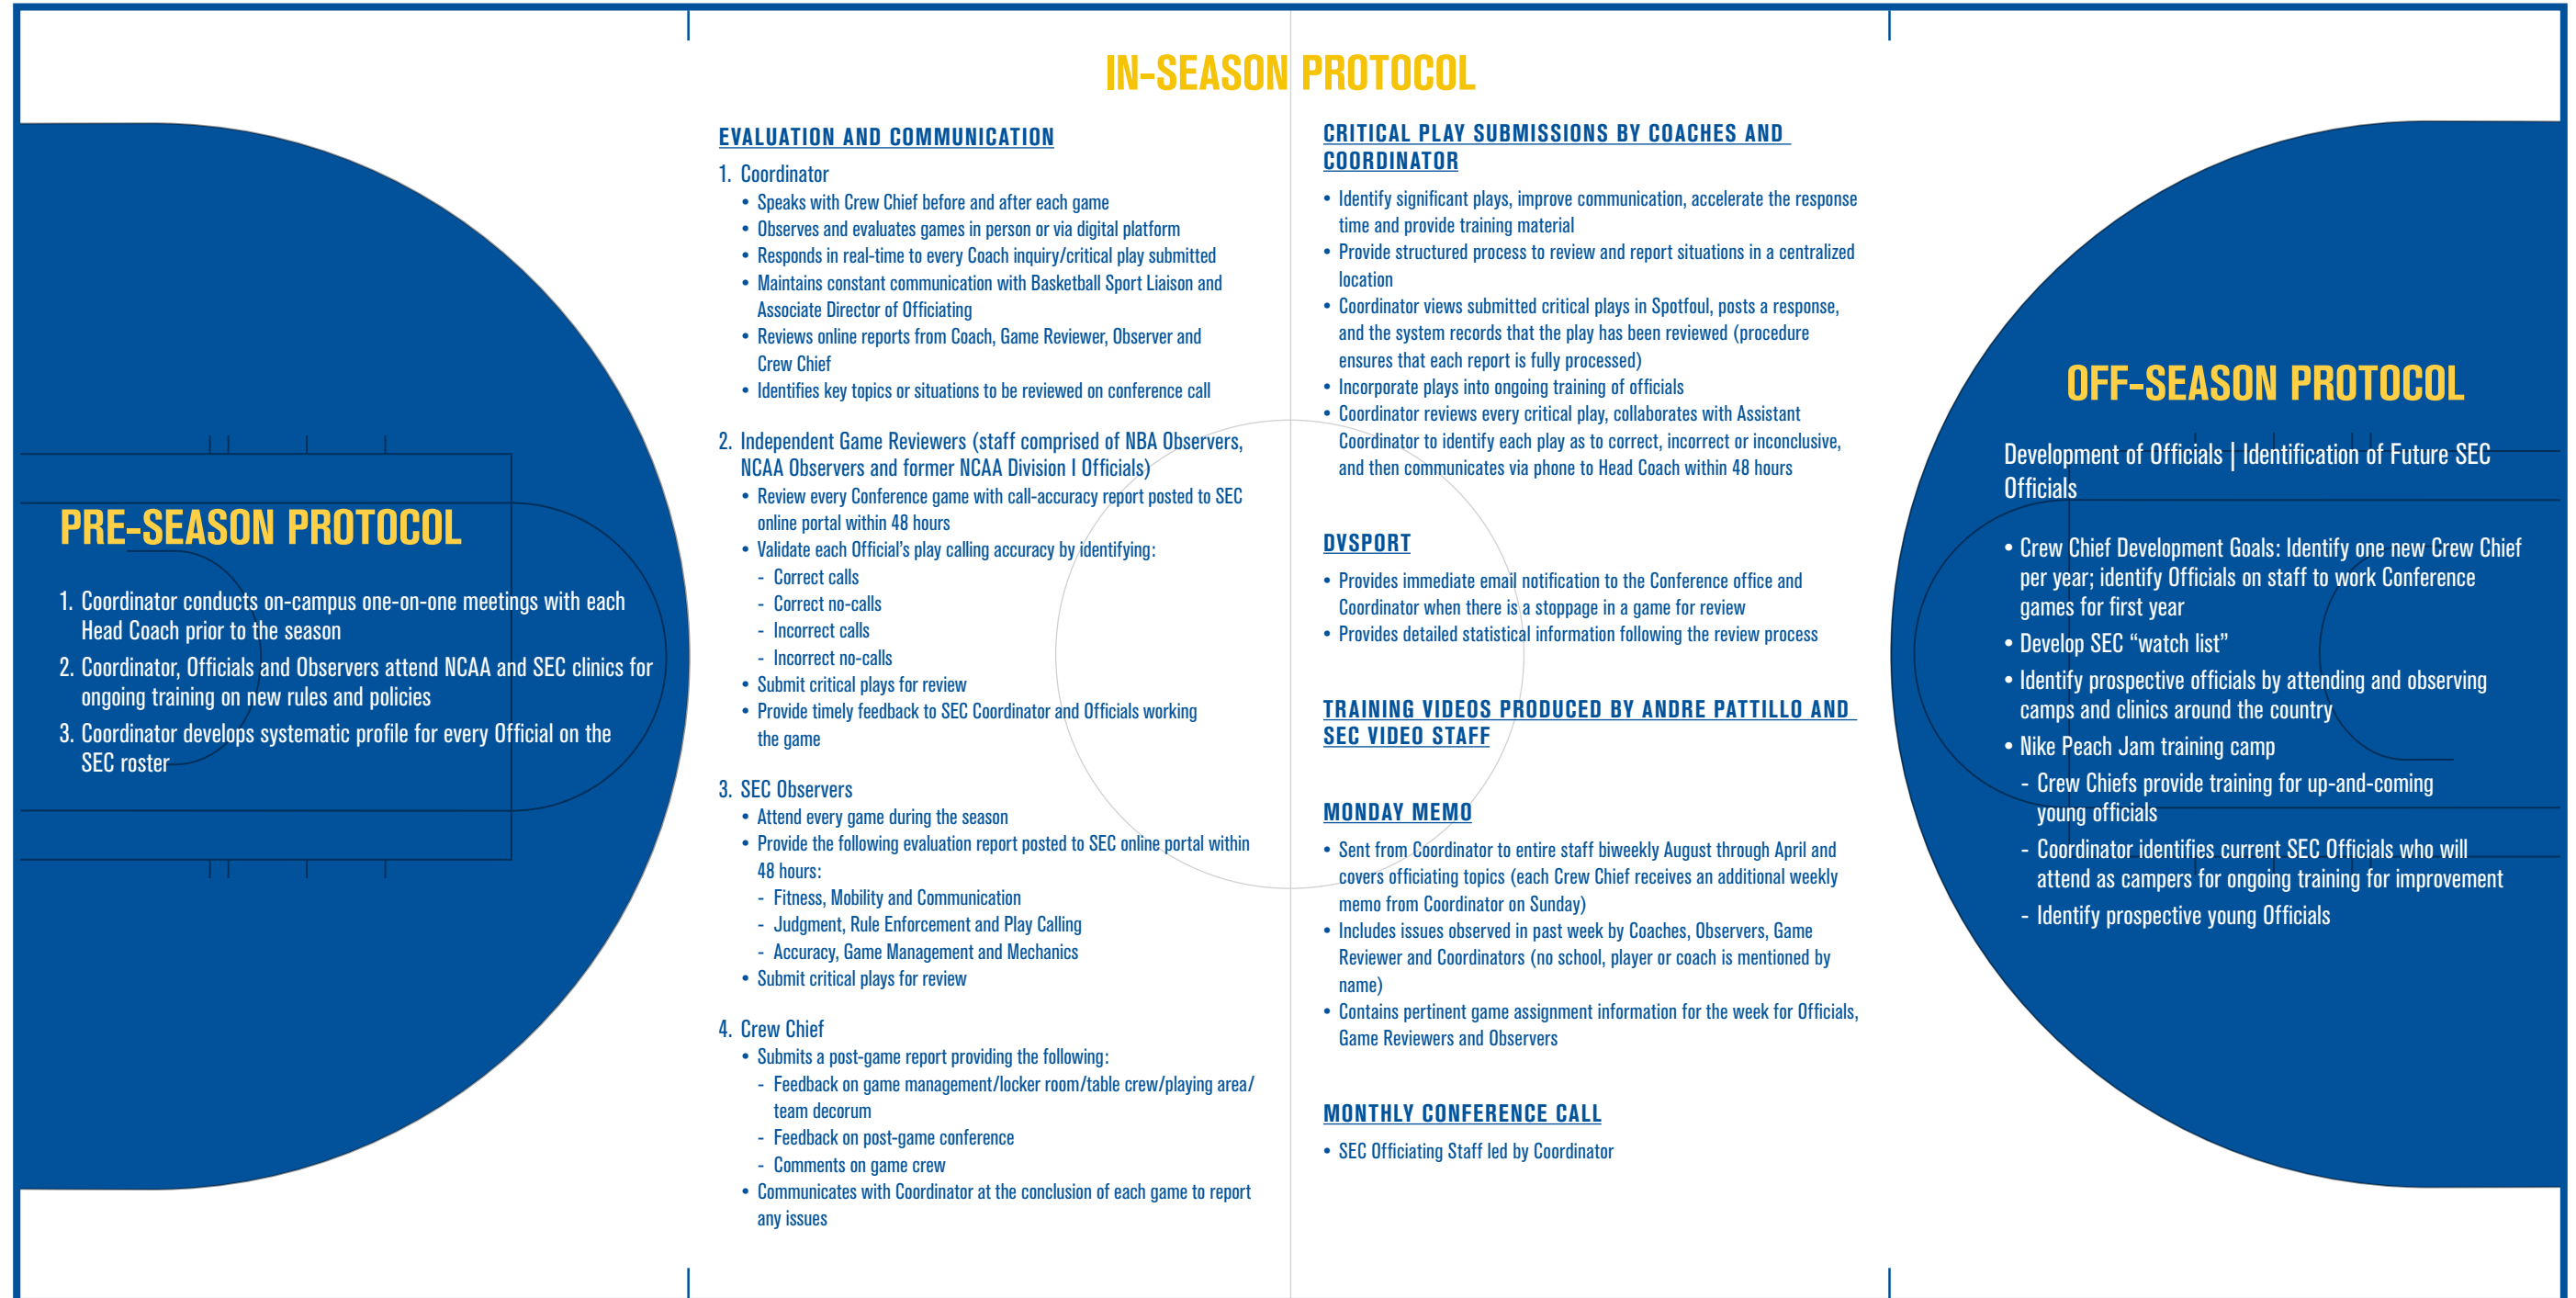 IN-SEASON PROTOCOL
PRE-SEASON PROTOCOL
1. Coordinator conducts on-campus one-on-one meetings with each
Head Coach prior to the season
2. Coordinator, Officials and Observers attend NCAA and SEC clinics for
ongoing training on new rules and policies
3. Coordinator develops systematic profile for every Official on the
SEC roster
EVALUATION AND COMMUNICATION
1. Coordinator
• Speaks with Crew Chief before and after each game
• Observes and evaluates games in person or via digital platform
• Responds in real-time to every Coach inquiry/critical play submitted
• Maintains constant communication with Basketball Sport Liaison and
Associate Director of Officiating
• Reviews online reports from Coach, Game Reviewer, Observer and
Crew Chief
• Identifies key topics or situations to be reviewed on conference call
2. Independent Game Reviewers (staff comprised of NBA Observers,
NCAA Observers and former NCAA Division I Officials)
• Review every Conference game with call-accuracy report posted to SEC
online portal within 48 hours
• Validate each Official’s play calling accuracy by identifying:
- Correct calls
- Correct no-calls
- Incorrect calls
- Incorrect no-calls
• Submit critical plays for review
• Provide timely feedback to SEC Coordinator and Officials working
the game
3. SEC Observers
• Attend every game during the season
• Provide the following evaluation report posted to SEC online portal within
48 hours:
- Fitness, Mobility and Communication
- Judgment, Rule Enforcement and Play Calling
- Accuracy, Game Management and Mechanics
• Submit critical plays for review
4. Crew Chief
• Submits a post-game report providing the following:
- Feedback on game management/locker room/table crew/playing area/
team decorum
- Feedback on post-game conference
- Comments on game crew
• Communicates with Coordinator at the conclusion of each game to report
any issues
CRITICAL PLAY SUBMISSIONS BY COACHES AND
COORDINATOR
• Identify significant plays, improve communication, accelerate the response
time and provide training material
• Provide structured process to review and report situations in a centralized
location
• Coordinator views submitted critical plays in Spotfoul, posts a response,
and the system records that the play has been reviewed (procedure
ensures that each report is fully processed)
• Incorporate plays into ongoing training of officials
• Coordinator reviews every critical play, collaborates with Assistant
Coordinator to identify each play as to correct, incorrect or inconclusive,
and then communicates via phone to Head Coach within 48 hours
DVSPORT
• Provides immediate email notification to the Conference office and
Coordinator when there is a stoppage in a game for review
• Provides detailed statistical information following the review process
TRAINING VIDEOS PRODUCED BY ANDRE PATTILLO AND
SEC VIDEO STAFF
MONDAY MEMO
• Sent from Coordinator to entire staff biweekly August through April and
covers officiating topics (each Crew Chief receives an additional weekly
memo from Coordinator on Sunday)
• Includes issues observed in past week by Coaches, Observers, Game
Reviewer and Coordinators (no school, player or coach is mentioned by
name)
• Contains pertinent game assignment information for the week for Officials,
Game Reviewers and Observers
MONTHLY CONFERENCE CALL
• SEC Officiating Staff led by Coordinator
OFF-SEASON PROTOCOL
Development of Officials | Identification of Future SEC
Officials
• Crew Chief Development Goals: Identify one new Crew Chief
per year; identify Officials on staff to work Conference
games for first year
• Develop SEC “watch list”
• Identify prospective officials by attending and observing
camps and clinics around the country
• Nike Peach Jam training camp
- Crew Chiefs provide training for up-and-coming
young officials
- Coordinator identifies current SEC Officials who will
attend as campers for ongoing training for improvement
- Identify prospective young Officials